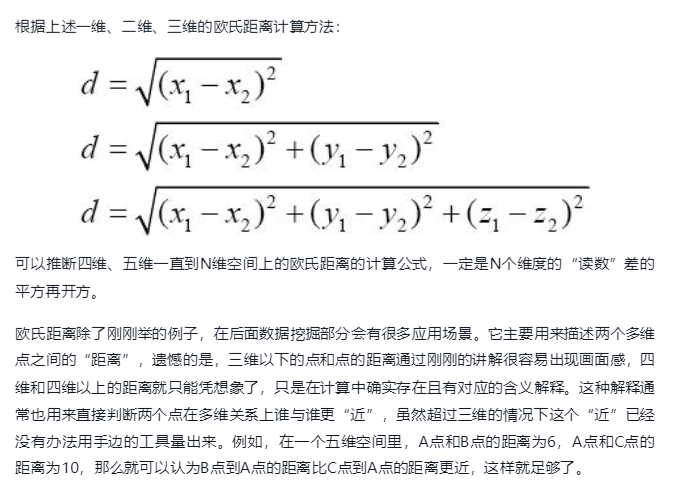 根据上述一维、二维、三维的欧氏距离计算方法：
d = √(x₁ − x₂)²
d = √(x₁ − x₂)² + (y₁ − y₂)²
d = √(x₁ − x₂)² + (y₁ − y₂)² + (z₁ − z₂)²
可以推断四维、五维一直到N维空间上的欧氏距离的计算公式，一定是N个维度的“读数”差的
平方再开方。
欧氏距离除了刚刚举的例子，在后面数据挖掘部分会有很多应用场景。它主要用来描述两个多维
点之间的“距离”，遗憾的是，三维以下的点和点的距离通过刚刚的讲解很容易出现画面感，四
维和四维以上的距离就只能凭想象了，只是在计算中确实存在且有对应的含义解释。这种解释通
常也用来直接判断两个点在多维关系上谁与谁更“近”，虽然超过三维的情况下这个“近”已经
没有办法用手边的工具量出来。例如，在一个五维空间里，A点和B点的距离为6，A点和C点的
距离为10，那么就可以认为B点到A点的距离比C点到A点的距离更近，这样就足够了。